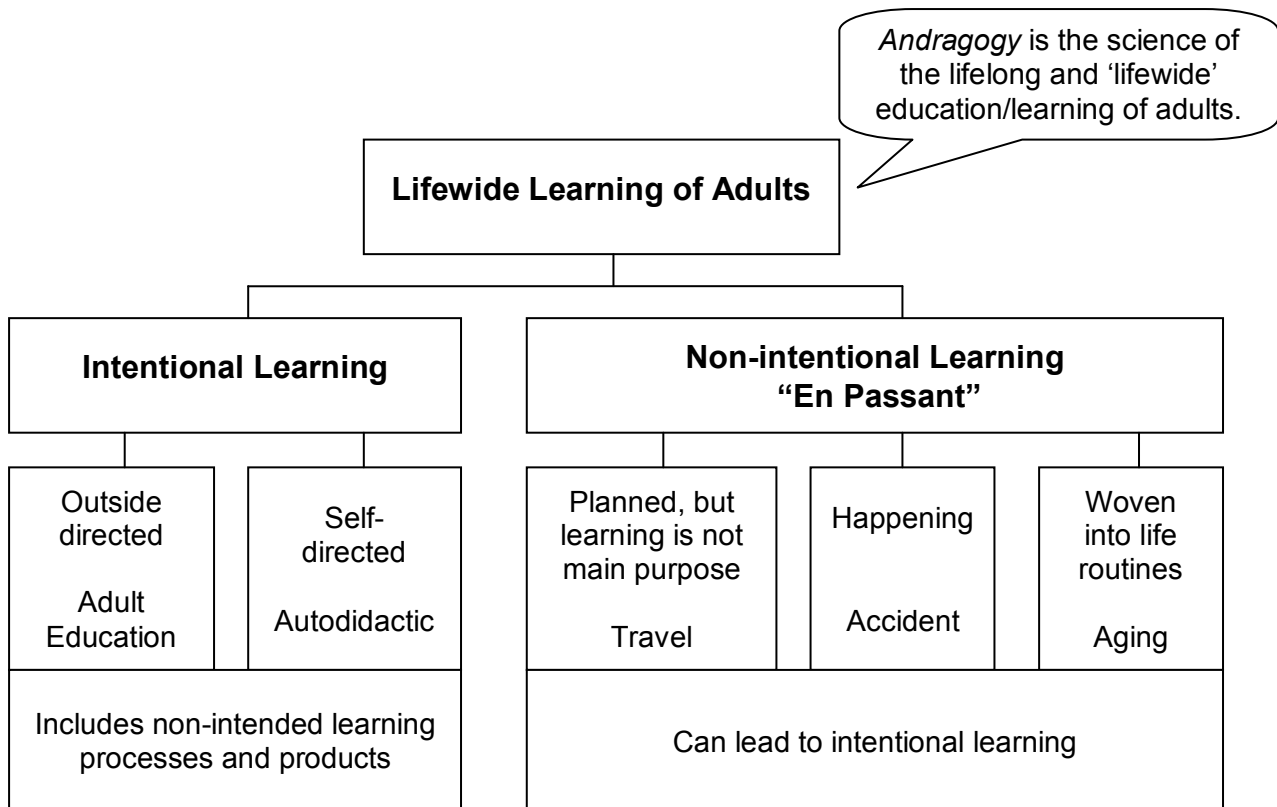 Andragogy is the science of
the lifelong and ‘lifewide’
education/learning of adults.
Lifewide Learning of Adults
Intentional Learning
Non-intentional Learning
“En Passant”
Outside
directed
Adult
Education
Self-
directed
Autodidactic
Planned, but
learning is not
main purpose
Travel
Happening
Accident
Woven
into life
routines
Aging
Includes non-intended learning
processes and products
Can lead to intentional learning